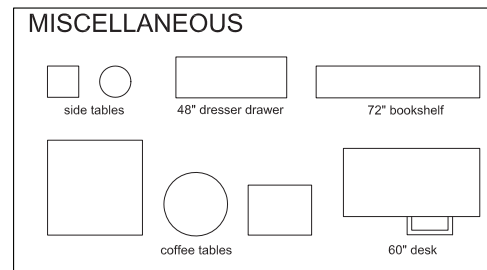 MISCELLANEOUS
side tables
48" dresser drawer
72" bookshelf
coffee tables
60" desk